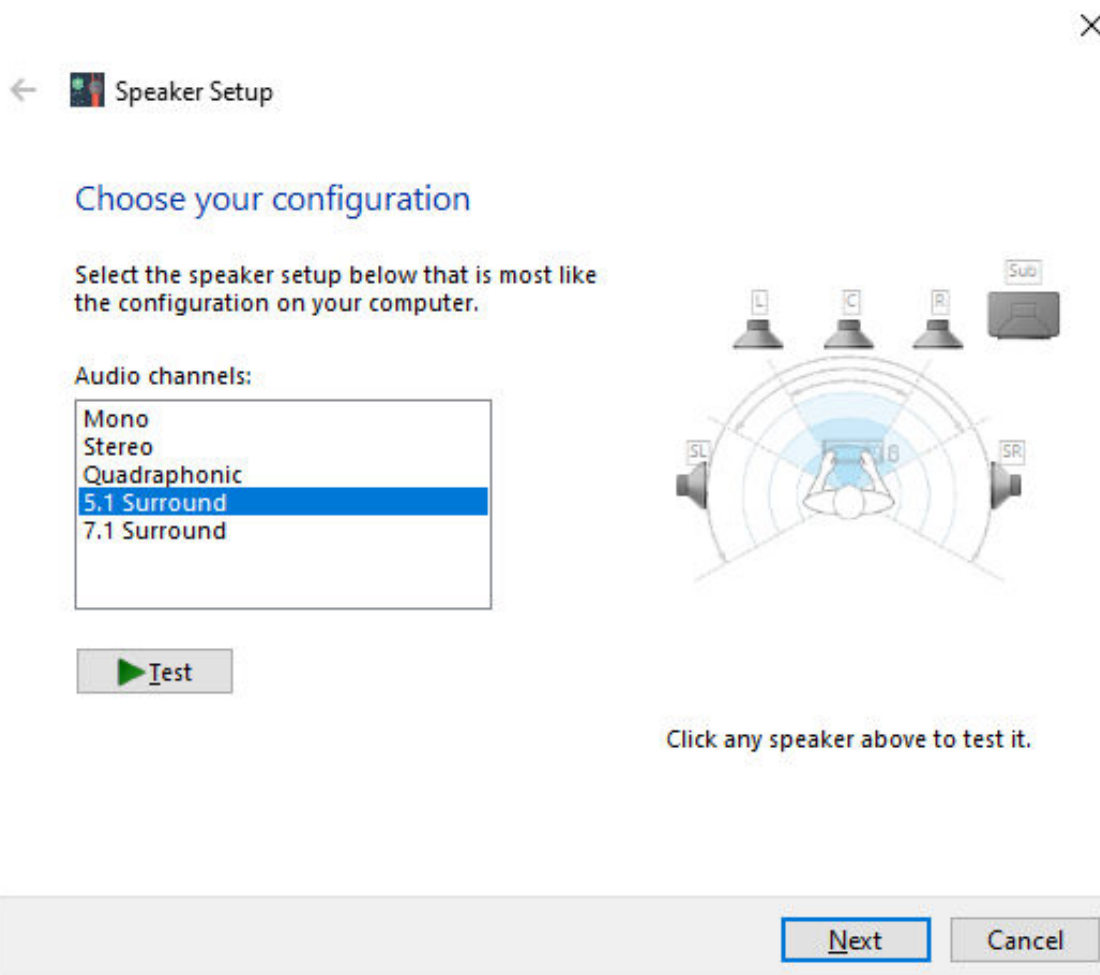 Speaker Setup
Choose your configuration
Select the speaker setup below that is most like
the configuration on your computer.
Audio channels:
Mono
Stereo
Quadraphonic
5.1 Surround
7.1 Surround
Test
L
C
R
Sub
SL
SR
Click any speaker above to test it.
Next
Cancel